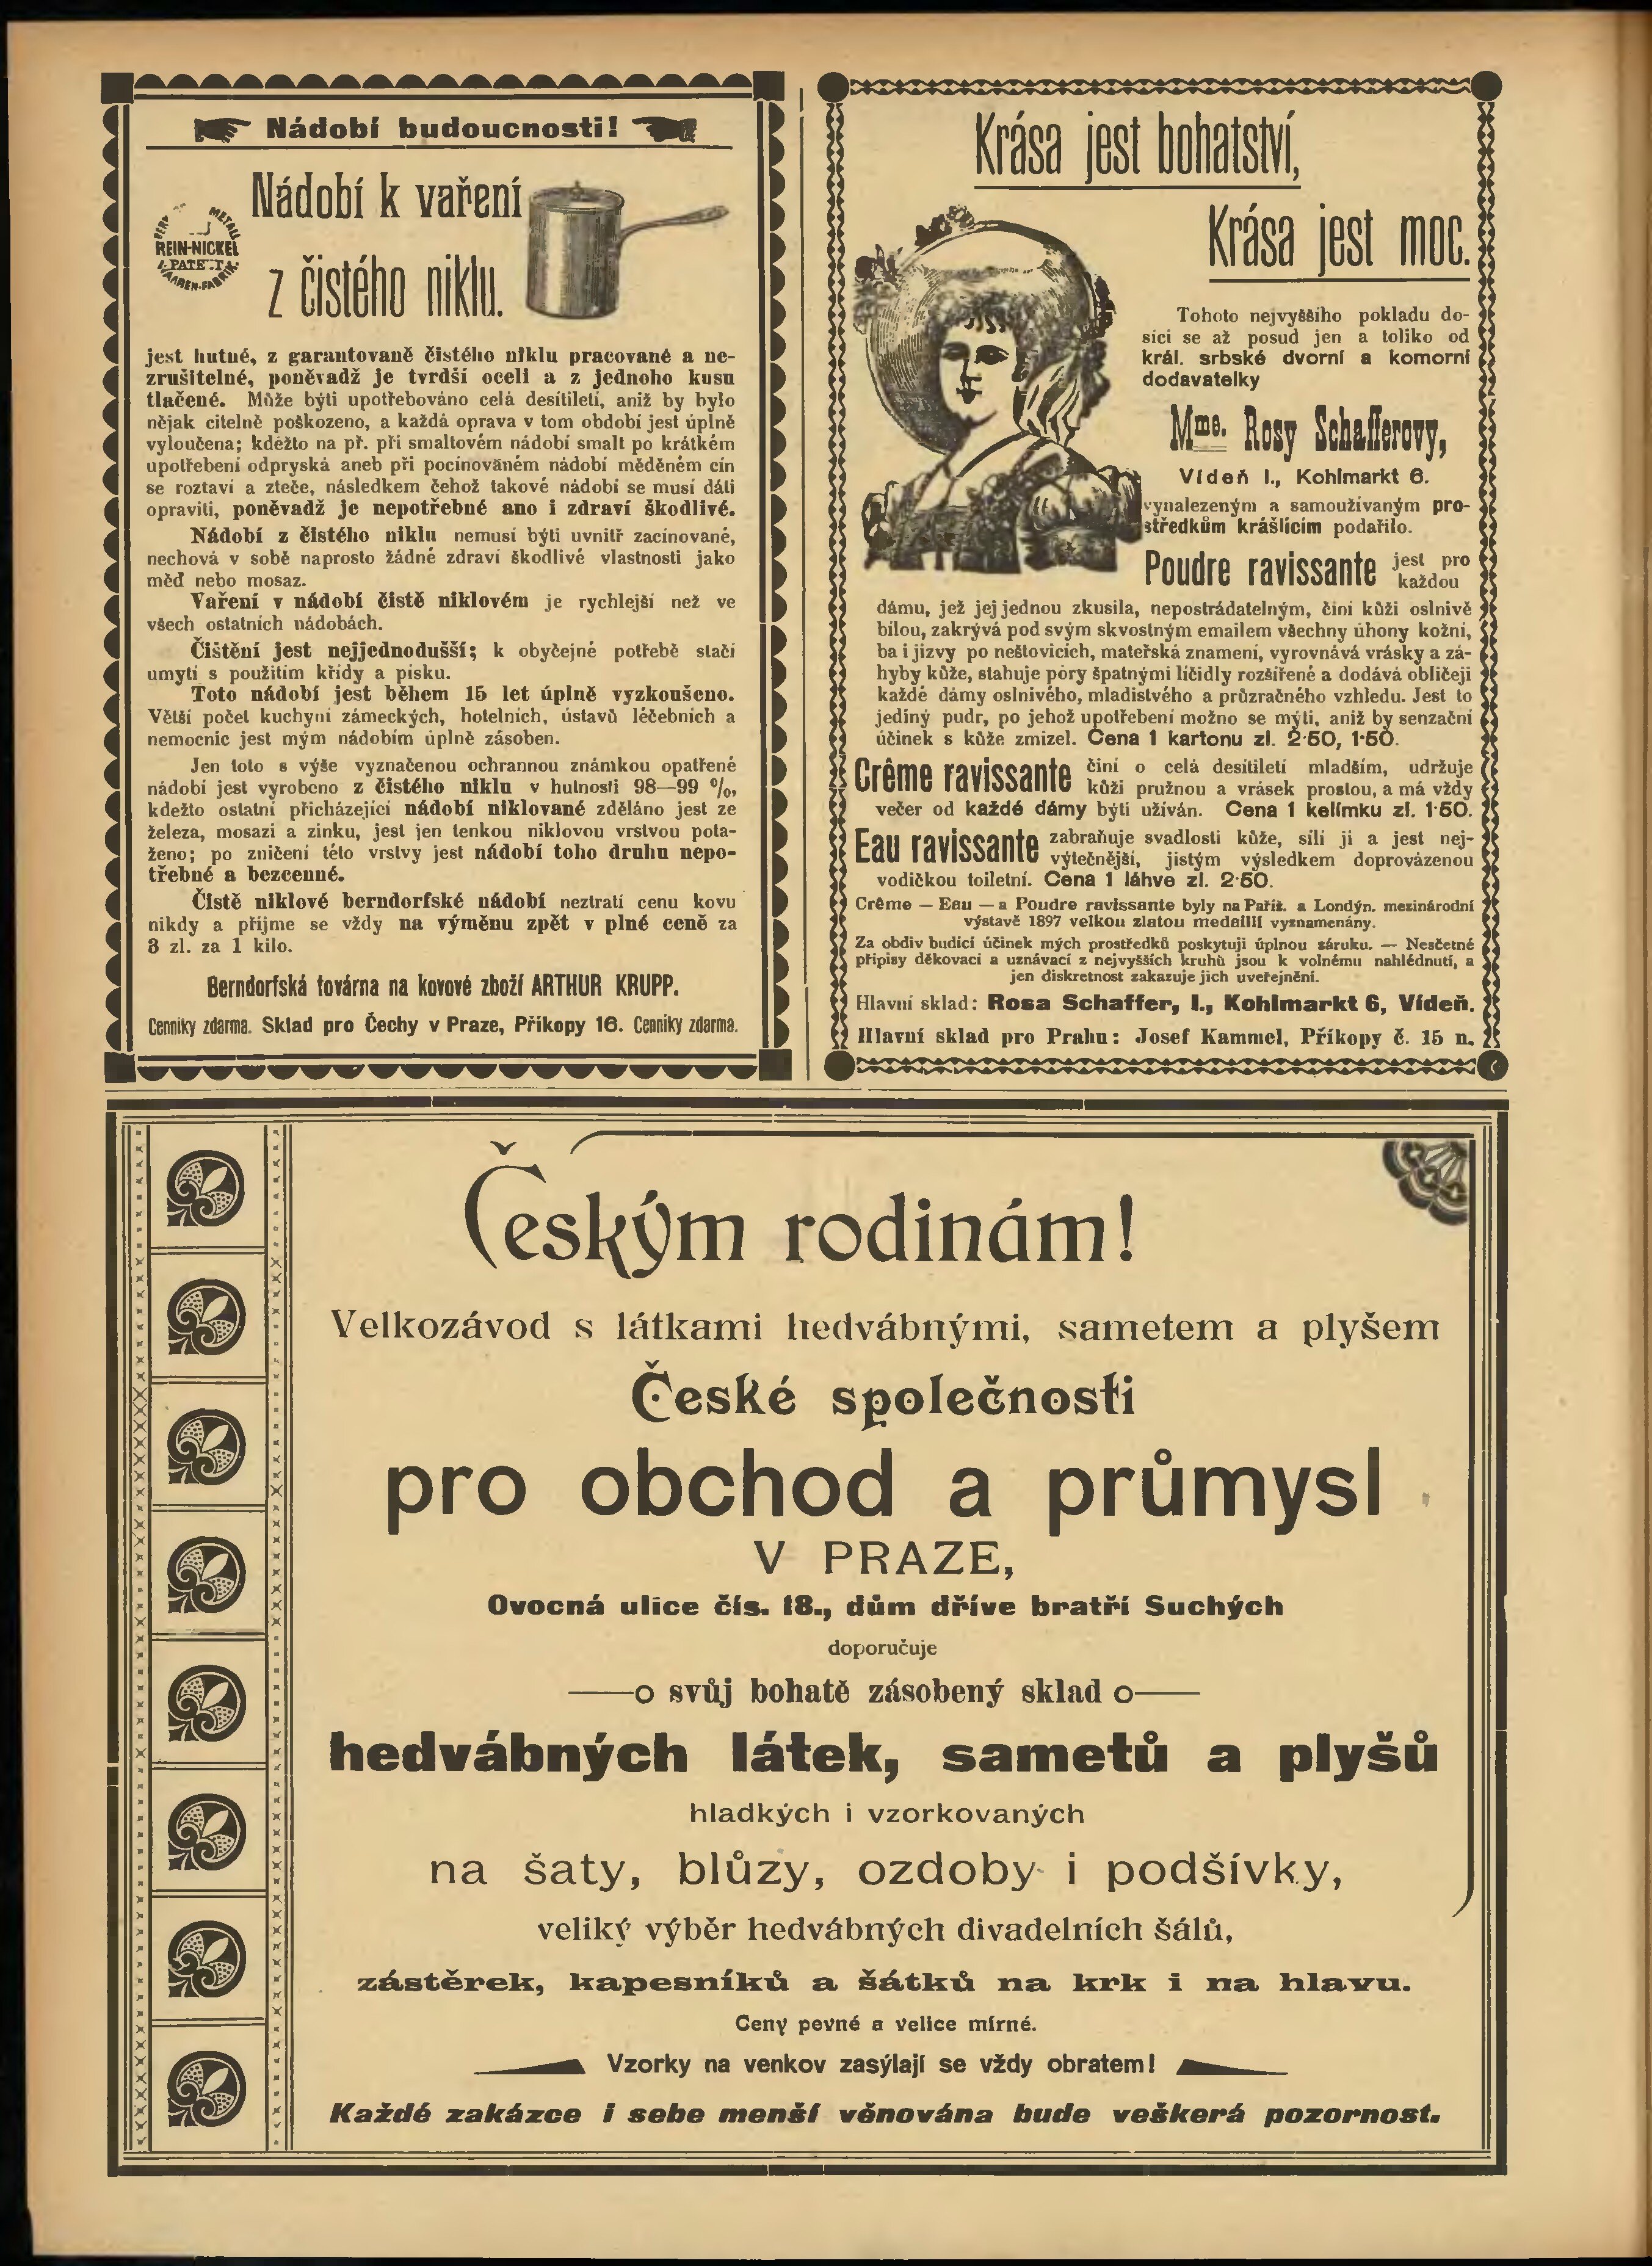 Nádobí budoucnosti!
Nádobí k vaření
z čistého niklu.
REIN-NICKEL
jest hutné, z garantovaně čistého niklu pracované a ne-
zrušitelné, poněvadž je tvrdší oceli a z jednoho kusu
tlačené. Může býti upotřebováno celá desítiletí, aniž by bylo
nějak citelně poškozeno, a každá oprava v tom období jest úplně
vyloučena; kdežto na př. při smaltovém nádobí smalt po krátkém
upotřebení odpryská aneb při pocínovaném nádobí měděném cín
se roztaví a zteče, následkem čehož takové nádobí se musí dáti
opraviti, poněvadž je nepotřebné ano i zdraví škodlivé.
Nádobí z čistého niklu nemusí býti uvnitř zacínované,
nechová v sobě naprosto žádné zdraví škodlivé vlastnosti jako
měď nebo mosaz.
Vaření v nádobí čistě niklovém je rychlejší než ve
všech ostatních nádobách.
Čištění jest nejjednodušší; k obyčejné potřebě stačí
umytí s použitím křídy a písku.
Toto nádobí jest během 15 let úplně vyzkoušeno.
Větší počet kuchyní zámeckých, hotelních, ústavů léčebních a
nemocnic jest mým nádobím úplně zásoben.
Jen toto s výše vyznačenou ochrannou známkou opatřené
nádobí jest vyrobeno z čistého niklu v hutnosti 98—99 %,
kdežto ostatní přicházející nádobí niklované zděláno jest ze
železa, mosazi a zinku, jest jen tenkou niklovou vrstvou pota-
ženo; po zničení této vrstvy jest nádobí toho druhu nepo-
třebné a bezcenné.
Čistě niklové berndorfské nádobí neztratí cenu kovu
nikdy a přijme se vždy na výměnu zpět v plné ceně za
3 zl. za 1 kilo.
Berndorfská továrna na kovové zboží ARTHUR KRUPP.
Cenníky zdarma. Sklad pro Čechy v Praze, Příkopy 16. Cenníky zdarma.
Krása jest bohatství,
Krása jest moc.
Tohoto nejvyššího pokladu do-
síci se až posud jen a toliko od
král. srbské dvorní a komorní
dodavatelky
Mme. Rosy Schafferovy,
Vídeň I., Kohlmarkt 6.
vynalezeným a samoužívaným pro-
středkům krášlicím podařilo.
Poudre ravissante jest pro každou
dámu, jež jej jednou zkusila, nepostrádatelným, činí kůži oslnivě
bílou, zakrývá pod svým skvostným emailem všechny úhony kožní,
ba i jizvy po neštovicích, mateřská znamení, vyrovnává vrásky a zá-
hyby kůže, stahuje póry špatnými líčidly rozšířené a dodává obličeji
každé dámy oslnivého, mladistvého a průzračného vzhledu. Jest to
jediný pudr, po jehož upotřebení možno se mýti, aniž by senzační
účinek s kůže zmizel. Cena 1 kartonu zl. 2·50, 1·50.
Crême ravissante činí o celá desítiletí mladším, udržuje
kůži pružnou a vrásek prostou, a má vždy
večer od každé dámy býti užíván. Cena 1 kelímku zl. 1·50.
Eau ravissante zabraňuje svadlosti kůže, sílí ji a jest nej-
výtečnější, jistým výsledkem doprovázenou
vodičkou toiletní. Cena 1 láhve zl. 2·50.
Crême — Eau — a Poudre ravissante byly na Paříž. a Londýn. mezinárodní
výstavě 1897 velkou zlatou medailií vyznamenány.
Za obdiv budící účinek mých prostředků poskytuji úplnou záruku. — Nesčetné
přípisy děkovací a uznávací z nejvyšších kruhů jsou k volnému nahlédnutí, a
jen diskretnost zakazuje jich uveřejnění.
Hlavní sklad: Rosa Schaffer, I., Kohlmarkt 6, Vídeň.
Hlavní sklad pro Prahu: Josef Kammel, Příkopy č. 15 n.
Českým rodinám!
Velkozávod s látkami hedvábnými, sametem a plyšem
České společnosti
pro obchod a průmysl
V PRAZE,
Ovocná ulice čís. 18., dům dříve bratří Suchých
doporučuje
svůj bohatě zásobený sklad
hedvábných látek, sametů a plyšů
hladkých i vzorkovaných
na šaty, blůzy, ozdoby i podšívky,
veliký výběr hedvábných divadelních šálů,
zástěrek, kapesníků a šátků na krk i na hlavu.
Ceny pevné a velice mírné.
Vzorky na venkov zasýlají se vždy obratem!
Každé zakázce i sebe menší věnována bude veškerá pozornost.